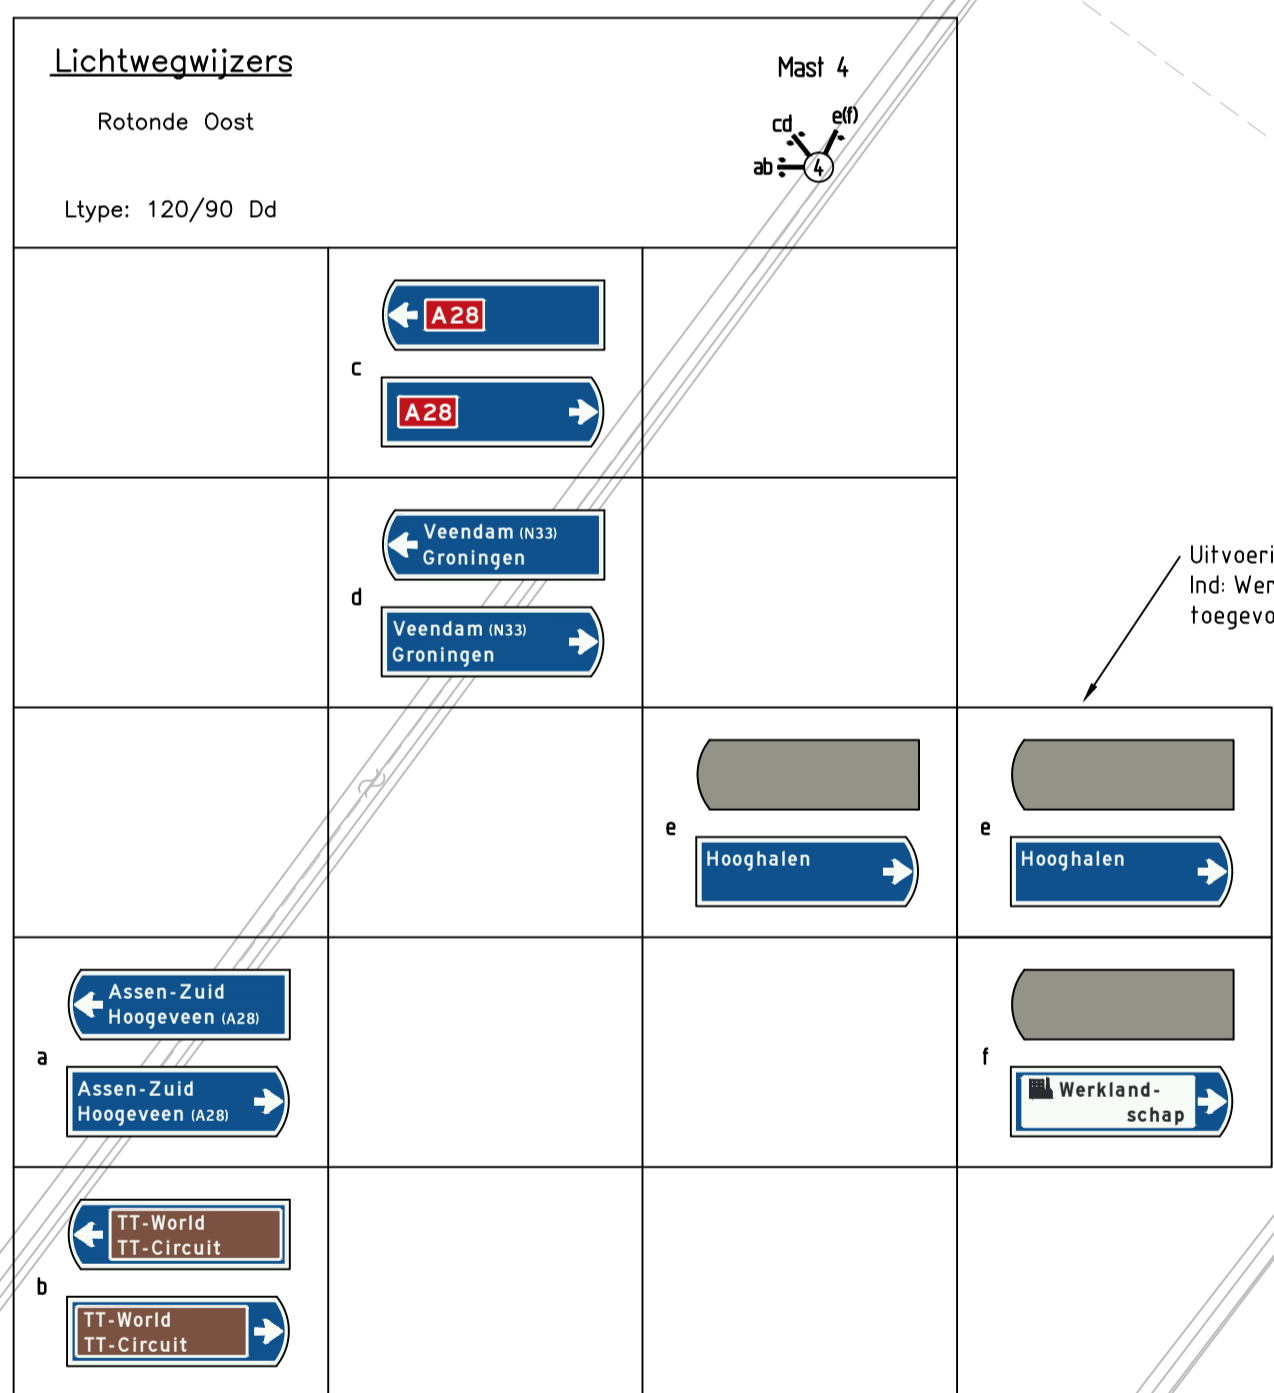 Lichtwegwijzers
Mast 4
Rotonde Oost
cd
e(f)
ab
4
Ltype: 120/90 Dd
A28
c
A28
Veendam (N33)
Groningen
d
Veendam (N33)
Groningen
Uitvoeri
Ind: Wer
toegevo
e
Hooghalen
e
Hooghalen
Assen-Zuid
Hoogeveen (A28)
a
Assen-Zuid
Hoogeveen (A28)
f
Werkland-
schap
TT-World
TT-Circuit
b
TT-World
TT-Circuit